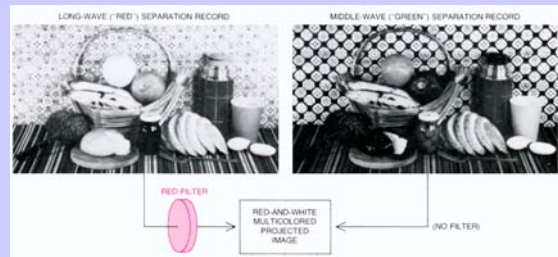 LONG-WAVE ("RED") SEPARATION RECORD
MIDDLE-WAVE ("GREEN") SEPARATION RECORD
RED FILTER
RED-AND-WHITE
MULTICOLORED
PROJECTED
IMAGE
(NO FILTER)